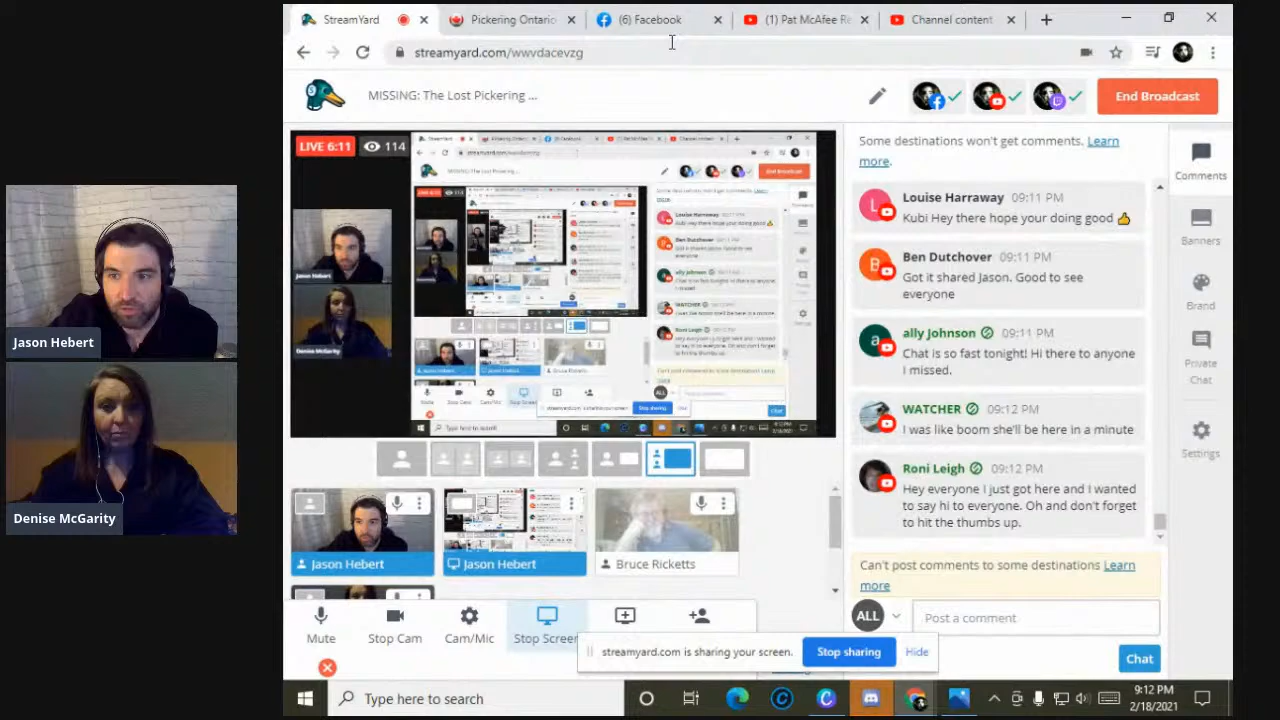 StreamYard
Pickering Ontario
(6) Facebook
(1) Pat McAfee Re
Channel content
streamyard.com/wwvdacevzg
MISSING: The Lost Pickering ...
End Broadcast
LIVE 6:11 114
Jason Hebert
Denise McGarity
Some destinations won't get comments. Learn
more.
Louise Harraway 09:11 PM
Kubi Hey there hope your doing good 👍
Ben Dutchover 09:11 PM
Got it shared Jason. Good to see
everyone
ally Johnson 09:11 PM
Chat is so fast tonight! Hi there to anyone
I missed.
WATCHER 09:12 PM
I was like boom she'll be here in a minute
Roni Leigh 09:12 PM
Hey everyone I just got here and I wanted
to say hi to everyone. Oh and don't forget
to hit the thumbs up.
Can't post comments to some destinations Learn
more
ALL
Post a comment
Chat
Comments
Banners
Brand
Private
Chat
Settings
Jason Hebert
Denise McGarity
Jason Hebert
Jason Hebert
Bruce Ricketts
Mute
Stop Cam
Cam/Mic
Stop Screen
streamyard.com is sharing your screen.
Stop sharing
Hide
Type here to search
9:12 PM
2/18/2021